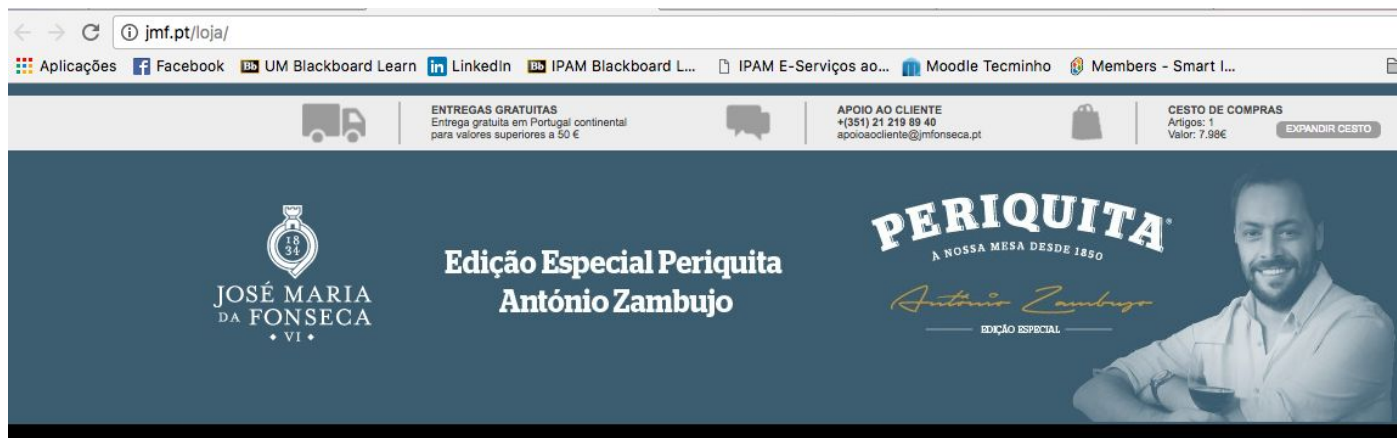 jmf.pt/loja/
Aplicações Facebook UM Blackboard Learn LinkedIn IPAM Blackboard L... IPAM E-Serviços ao... Moodle Tecminho Members - Smart I...
ENTREGAS GRATUITAS
Entrega gratuita em Portugal continental
para valores superiores a 50 €
APOIO AO CLIENTE
+(351) 21 219 89 40
apoioaocliente@jmfonseca.pt
CESTO DE COMPRAS
Artigos: 1
Valor: 7.98€
EXPANDIR CESTO
18
34
JOSÉ MARIA
DA FONSECA
VI
Edição Especial Periquita
António Zambujo
PERIQUITA®
A NOSSA MESA DESDE 1850
António Zambujo
EDIÇÃO ESPECIAL